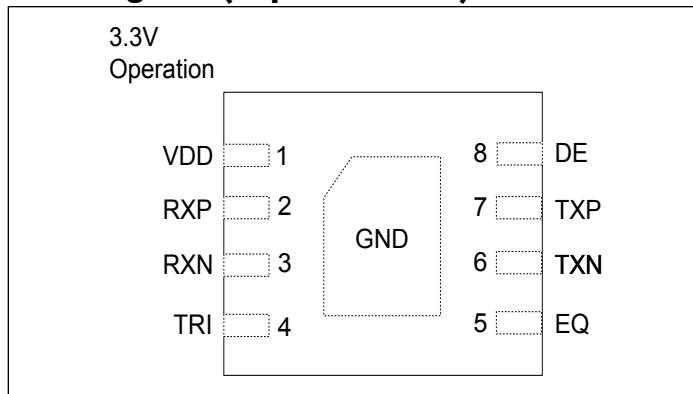 3.3V
Operation
VDD 1 8 DE
RXP 2 7 TXP
GND
RXN 3 6 TXN
TRI 4 5 EQ